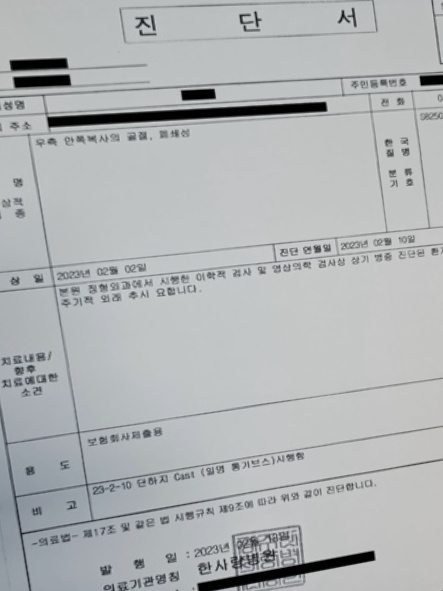 진 단 서
성명
주민등록번호
주소
전 화
우측 안쪽복사의 골절, 폐쇄성
한 국
질 병
분 류
기 호
S8250
명
상적
종
상 일
2023년 02월 02일
진단 연월일
2023년 02월 10일
본원 정형외과에서 시행한 이학적 검사 및 영상의학 검사상 상기 병증 진단된 환자
주기적 외래 추시 요합니다.
치료내용/
향후
치료에대한
소견
용 도
보험회사제출용
비 고
23-2-10 단하지 Cast (일명 통기브스)시행함
-의료법- 제17조 및 같은 법 시행규칙 제9조에 따라 위와 같이 진단합니다.
발 행 일 : 2023년 02월
의료기관명칭 한사랑병원